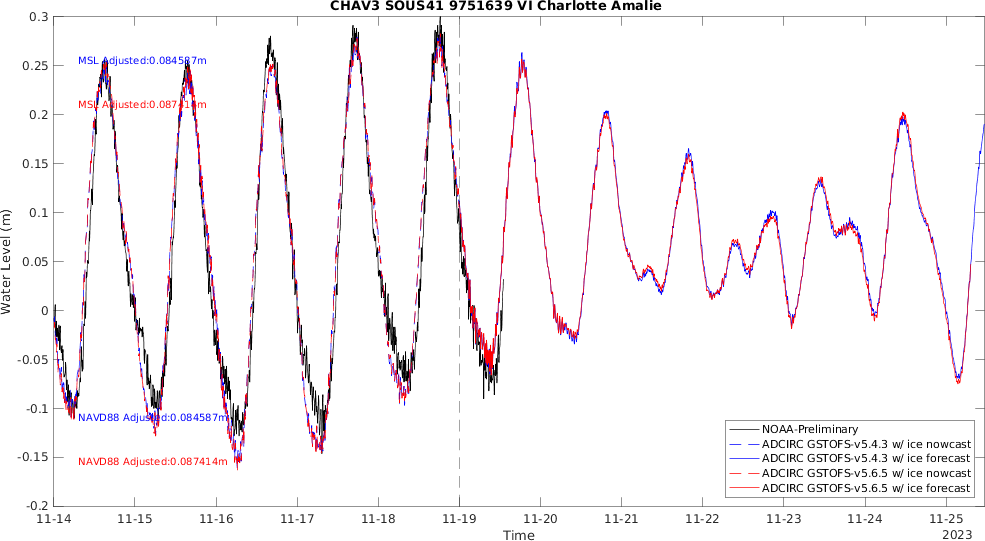 CHAV3 SOUS41 9751639 VI Charlotte Amalie
0.3
0.25
0.2
0.15
0.1
0.05
0
-0.05
-0.1
-0.15
-0.2
Water Level (m)
MSL Adjusted:0.084587m
MSL Adjusted:0.087414m
NAVD88 Adjusted:0.084587m
NAVD88 Adjusted:0.087414m
NOAA-Preliminary
ADCIRC GSTOFS-v5.4.3 w/ ice nowcast
ADCIRC GSTOFS-v5.4.3 w/ ice forecast
ADCIRC GSTOFS-v5.6.5 w/ ice nowcast
ADCIRC GSTOFS-v5.6.5 w/ ice forecast
11-14 11-15 11-16 11-17 11-18 11-19 11-20 11-21 11-22 11-23 11-24 11-25
Time
2023